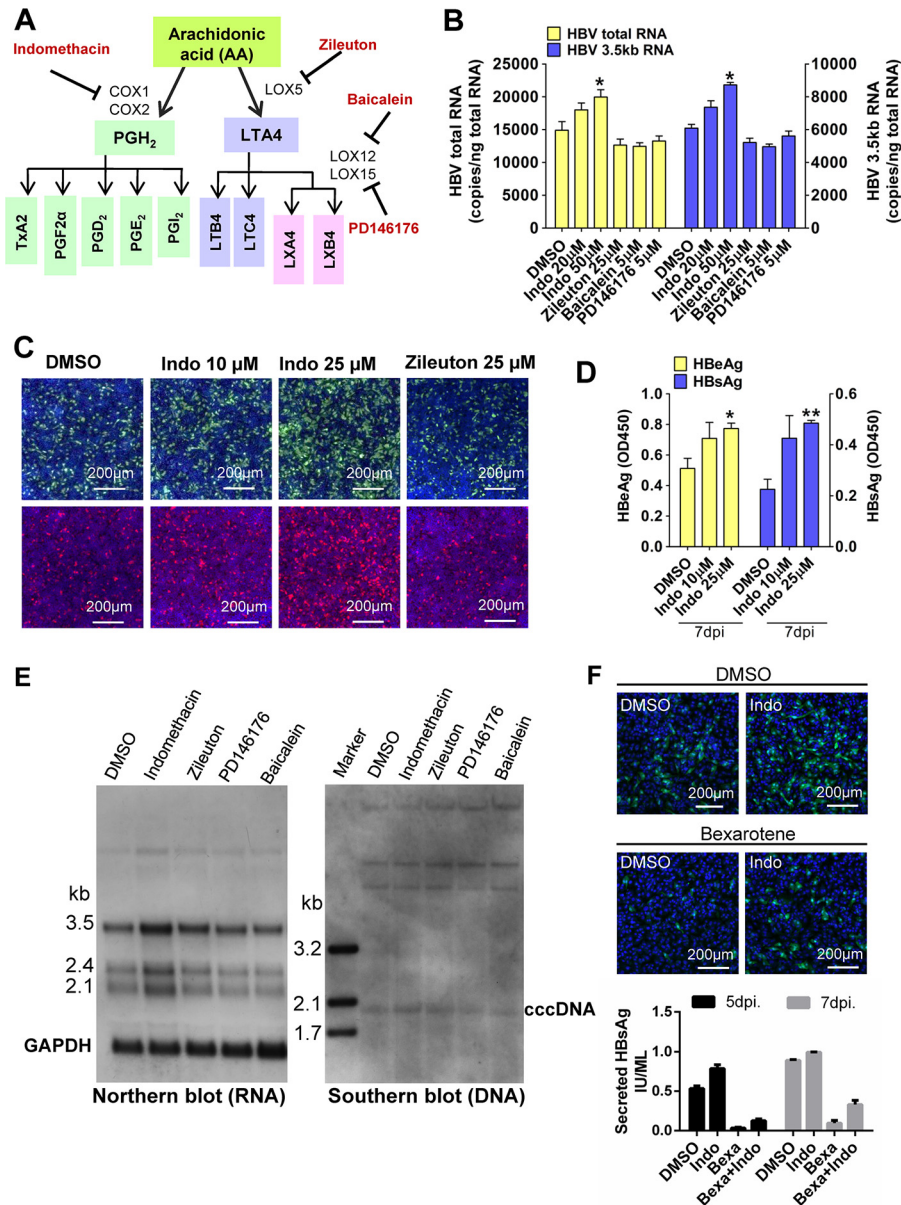 A
Arachidonic
acid (AA)
Indomethacin
Zileuton
COX1
COX2
LOX5
Baicalein
PGH2
LTA4
LOX12
LOX15
PD146176
TxA2
PGF2α
PGD2
PGE2
PGI2
LTB4
LTC4
LXA4
LXB4
B
HBV total RNA
HBV 3.5kb RNA
HBV total RNA
(copies/ng total RNA)
25000
20000
15000
10000
5000
0
* *
10000
8000
6000
4000
2000
0
HBV 3.5kb RNA
(copies/ng total RNA)
DMSO
Indo 20μM
Indo 50μM
Zileuton 25μM
Baicalein 5μM
PD146176 5μM
DMSO
Indo 20μM
Indo 50μM
Zileuton 25μM
Baicalein 5μM
PD146176 5μM
C
DMSO Indo 10 μM Indo 25 μM Zileuton 25 μM
200μm 200μm 200μm 200μm
200μm 200μm 200μm 200μm
D
HBeAg
HBsAg
HBeAg (OD450)
1.0
0.8
0.6
0.4
0.2
0.0
* **
0.6
0.4
0.2
0.0
HBsAg (OD450)
DMSO
Indo 10μM
Indo 25μM
DMSO
Indo 10μM
Indo 25μM
7dpi 7dpi
E
DMSO
Indomethacin
Zileuton
PD146176
Baicalein
kb
3.5
2.4
2.1
GAPDH
Northern blot (RNA)
Marker
DMSO
Indomethacin
Zileuton
PD146176
Baicalein
kb
3.2
2.1
1.7
cccDNA
Southern blot (DNA)
F
DMSO
DMSO Indo
200μm 200μm
Bexarotene
DMSO Indo
200μm 200μm
5dpi. 7dpi.
Secreted HBsAg
IU/ML
1.0
0.5
0.0
DMSO
Indo
Bexa
Bexa+Indo
DMSO
Indo
Bexa
Bexa+Indo